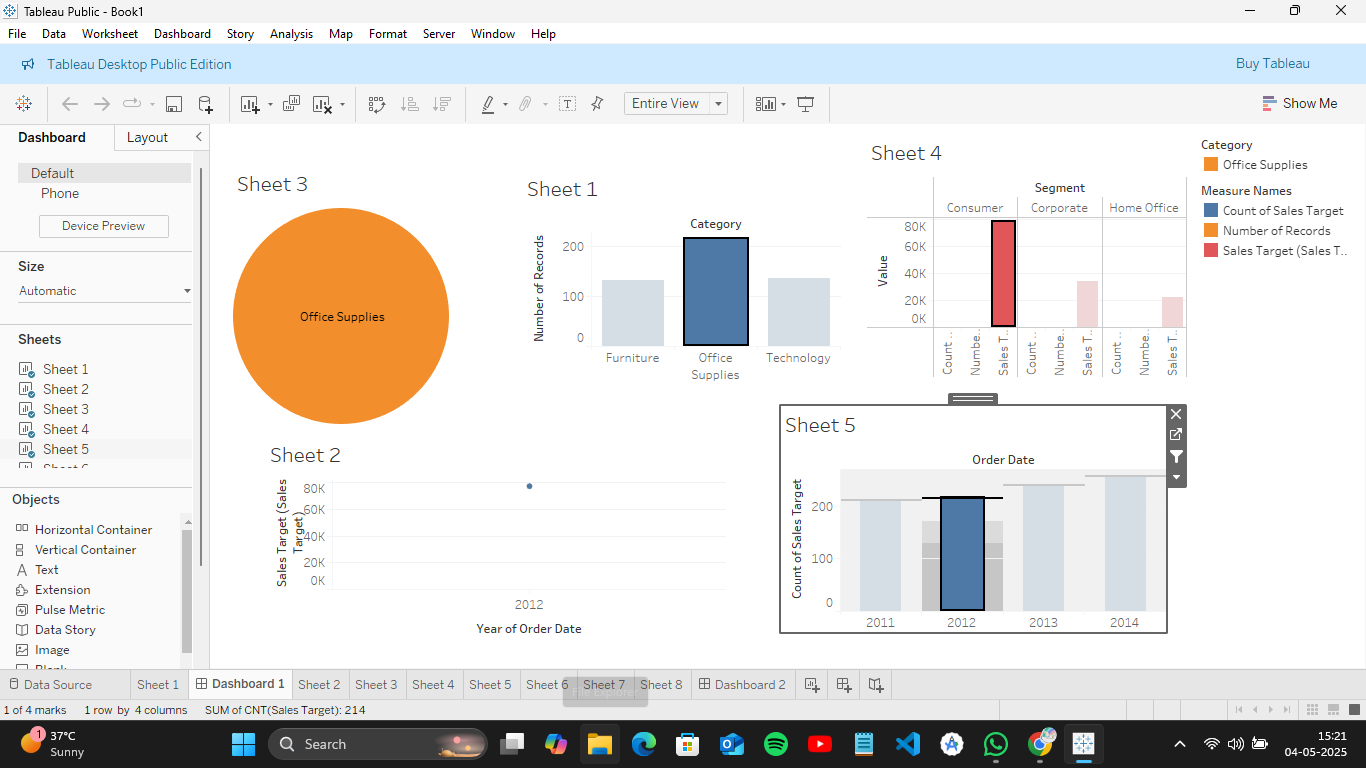 Tableau Public - Book1
File Data Worksheet Dashboard Story Analysis Map Format Server Window Help
Tableau Desktop Public Edition
Buy Tableau
Entire View
Show Me
Dashboard
Layout
Default
Phone
Device Preview
Size
Automatic
Sheets
Sheet 1
Sheet 2
Sheet 3
Sheet 4
Sheet 5
Objects
Horizontal Container
Vertical Container
Text
Extension
Pulse Metric
Data Story
Image
Sheet 3
Office Supplies
Sheet 1
Category
Number of Records
200
100
0
Furniture
Office
Supplies
Technology
Sheet 4
Segment
Consumer Corporate Home Office
Value
80K
60K
40K
20K
0K
Count ..
Numbe..
Sales T..
Count ..
Numbe..
Sales T..
Count ..
Numbe..
Sales T..
Category
Office Supplies
Measure Names
Count of Sales Target
Number of Records
Sales Target (Sales T..
Sheet 2
Sales Target (Sales
Target)
80K
60K
40K
20K
0K
2012
Year of Order Date
Sheet 5
Order Date
Count of Sales Target
200
100
0
2011 2012 2013 2014
Data Source Sheet 1 Dashboard 1 Sheet 2 Sheet 3 Sheet 4 Sheet 5 Sheet 6 Sheet 7 Sheet 8 Dashboard 2
1 of 4 marks 1 row by 4 columns SUM of CNT(Sales Target): 214
1
37°C
Sunny
Search
15:21
04-05-2025